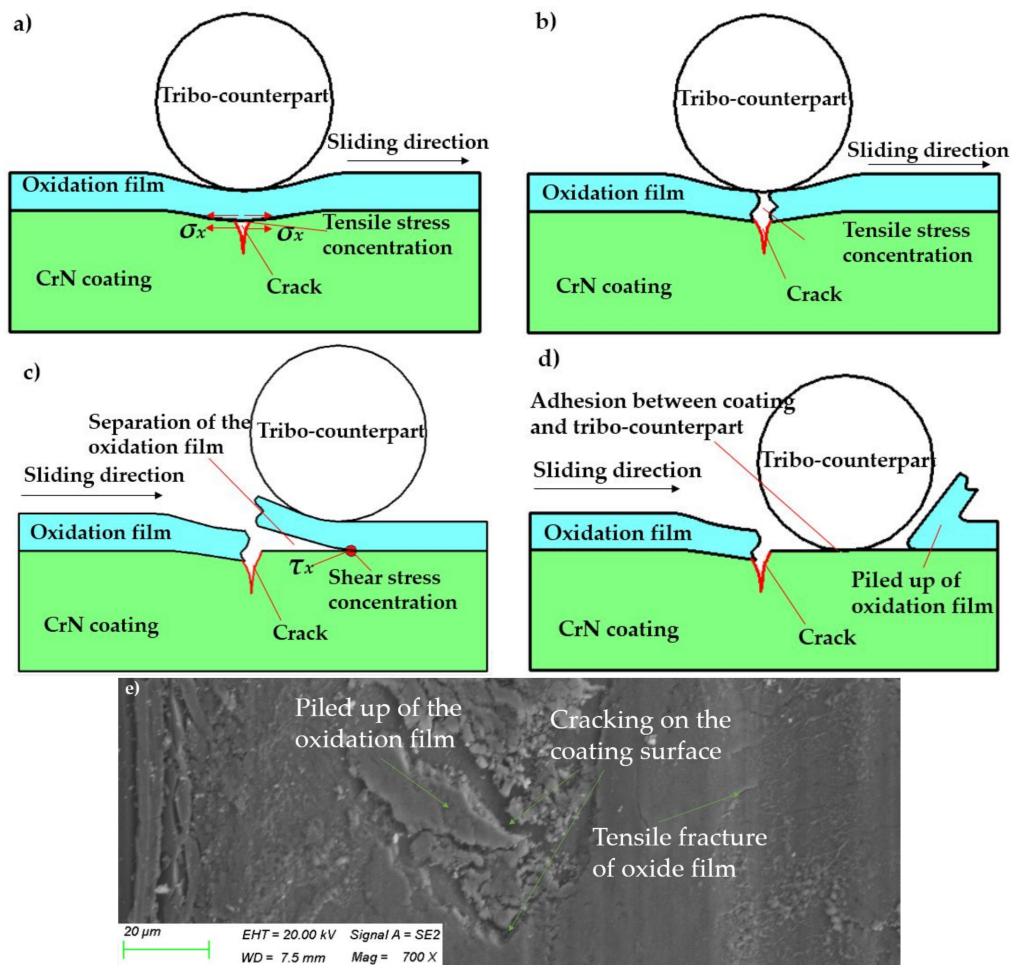 a)
Tribo-counterpart
Sliding direction
Oxidation film
σx
σx
Tensile stress
concentration
CrN coating
Crack
b)
Tribo-counterpart
Sliding direction
Oxidation film
Tensile stress
concentration
CrN coating
Crack
c)
Separation of the
oxidation film
Tribo-counterpart
Sliding direction
Oxidation film
τx
Shear stress
concentration
CrN coating
Crack
d)
Adhesion between coating
and tribo-counterpart
Tribo-counterpart
Sliding direction
Oxidation film
Piled up of
oxidation film
CrN coating
Crack
e)
Piled up of the
oxidation film
Cracking on the
coating surface
Tensile fracture
of oxide film
20 µm
EHT = 20.00 kV Signal A = SE2
WD = 7.5 mm Mag = 700 X